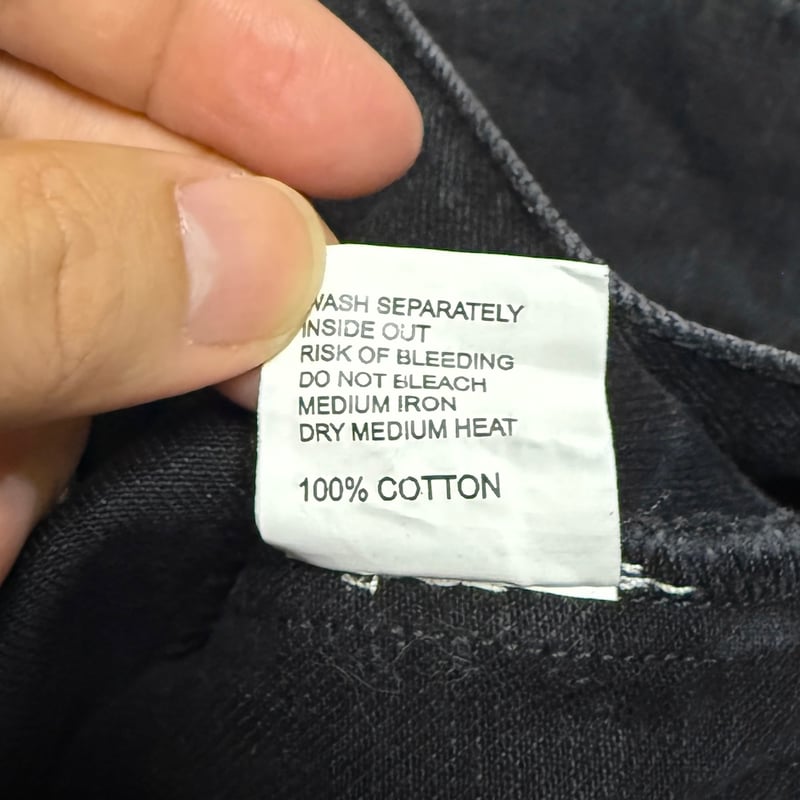 WASH SEPARATELY
INSIDE OUT
RISK OF BLEEDING
DO NOT BLEACH
MEDIUM IRON
DRY MEDIUM HEAT
100% COTTON